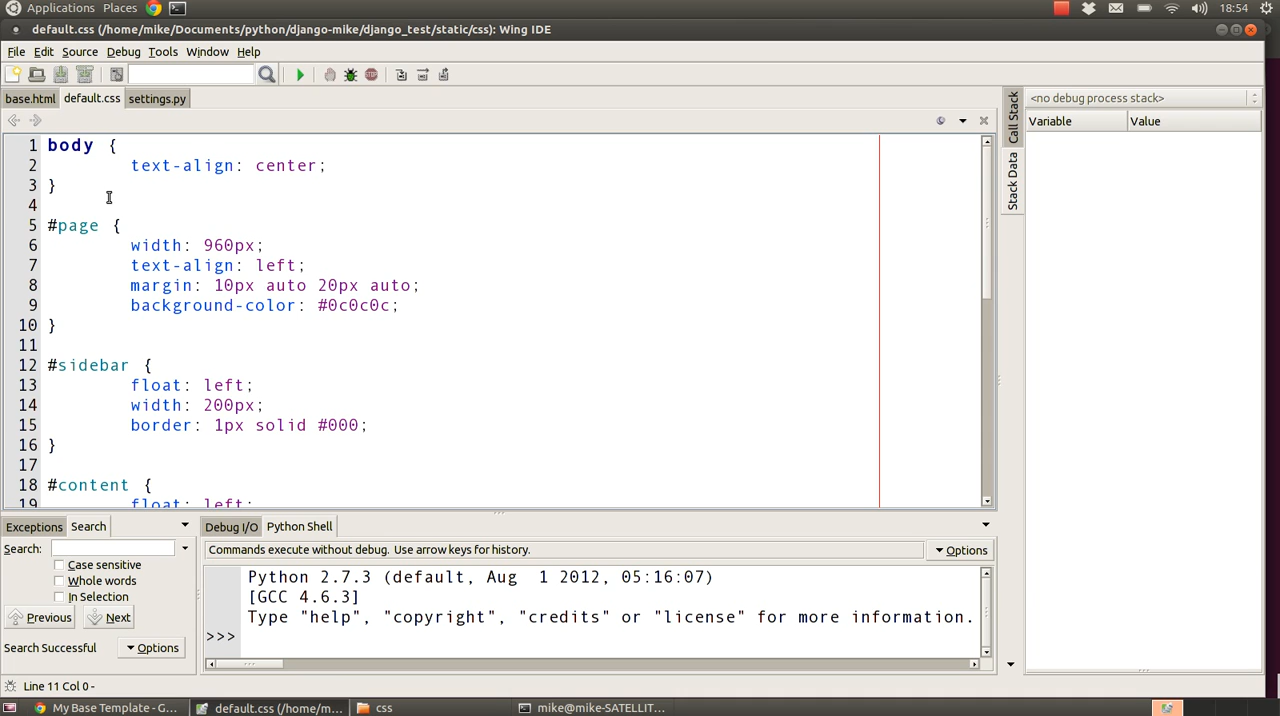 Applications Places 18:54
default.css (/home/mike/Documents/python/django-mike/django_test/static/css): Wing IDE
File Edit Source Debug Tools Window Help
base.html default.css settings.py
<no debug process stack>
Variable Value
Call Stack
Stack Data
1 body {
2 text-align: center;
3 }
4
5 #page {
6 width: 960px;
7 text-align: left;
8 margin: 10px auto 20px auto;
9 background-color: #0c0c0c;
10 }
11
12 #sidebar {
13 float: left;
14 width: 200px;
15 border: 1px solid #000;
16 }
17
18 #content {
19 float: left;
Exceptions Search
Search:
Case sensitive
Whole words
In Selection
Previous Next
Search Successful Options
Debug I/O Python Shell
Commands execute without debug. Use arrow keys for history. Options
Python 2.7.3 (default, Aug 1 2012, 05:16:07)
[GCC 4.6.3]
Type "help", "copyright", "credits" or "license" for more information.
>>>
Line 11 Col 0 -
My Base Template - G... default.css (/home/m... css mike@mike-SATELLIT...